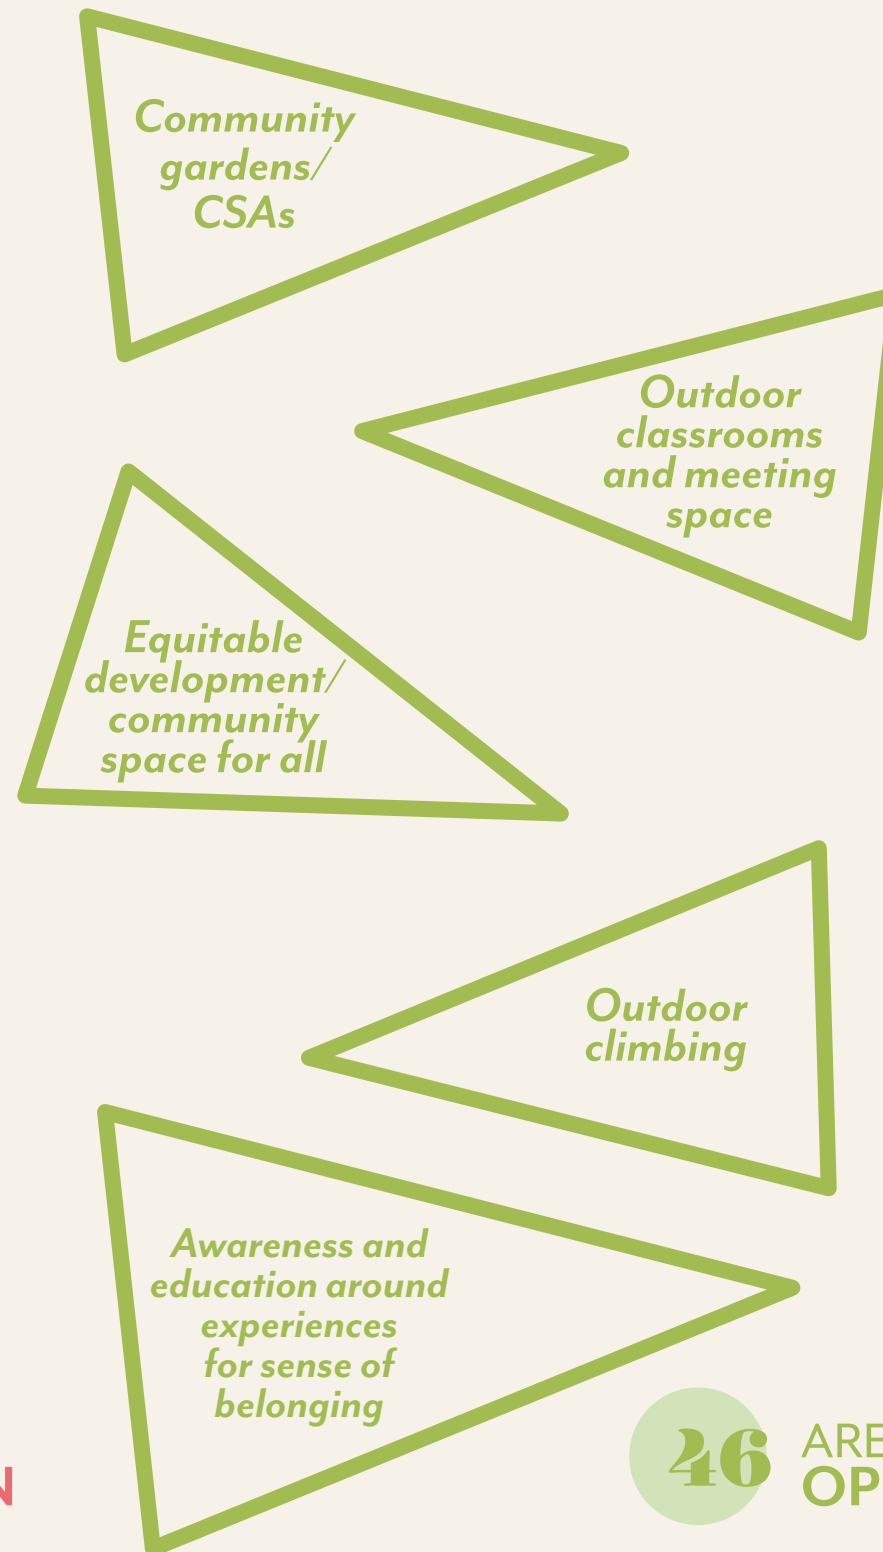 Community
gardens/
CSAs
Outdoor
classrooms
and meeting
space
Equitable
development/
community
space for all
Outdoor
climbing
Awareness and
education around
experiences
for sense of
belonging
N
46
ARE
OP